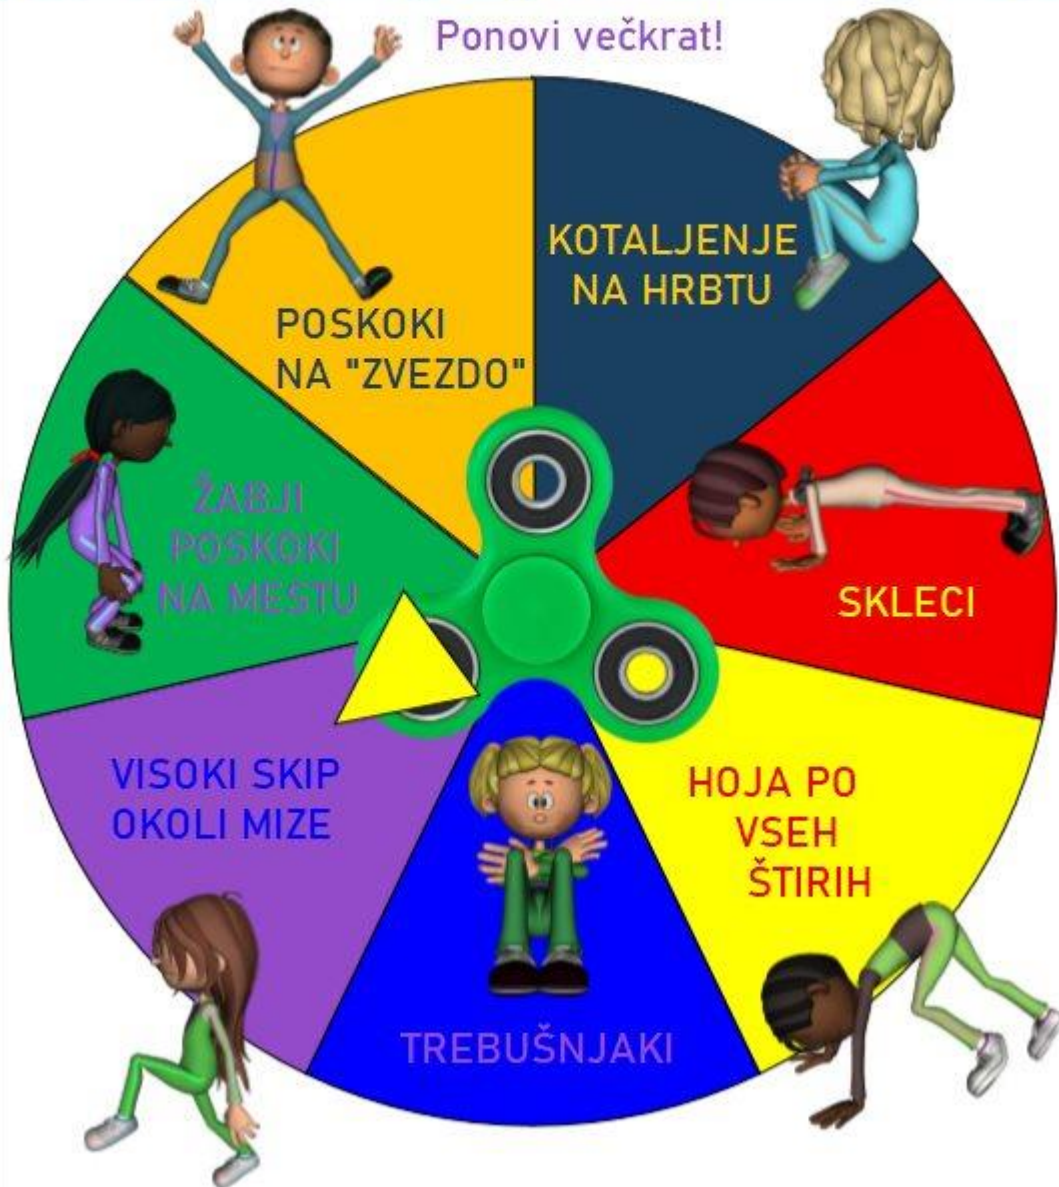 Ponovi večkrat!
KOTALJENJE
NA HRBTU
POSKOKI
NA "ZVEZDO"
ŽABJI
POSKOKI
NA MESTU
SKLECI
VISOKI SKIP
OKOLI MIZE
HOJA PO
VSEH
ŠTIRIH
TREBUŠNJAKI